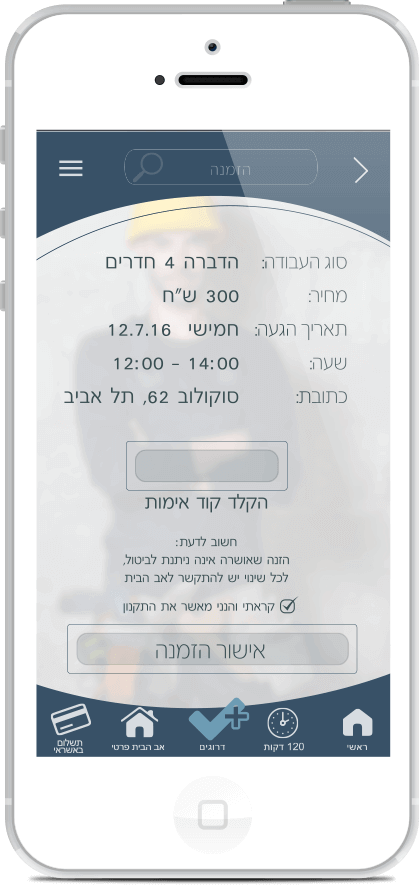 הזמנה
סוג העבודה: הדברה 4 חדרים
מחיר: 300 ש"ח
תאריך הגעה: חמישי 12.7.16
שעה: 12:00 - 14:00
כתובת: סוקולוב 62, תל אביב
הקלד קוד אימות
חשוב לדעת:
הזנה שאושרה אינה ניתנת לביטול,
לכל שינוי יש להתקשר לאב הבית
קראתי והנני מאשר את התקנון
אישור הזמנה
ראשי
120 דקות
דרוגים
אב הבית פרטי
תשלום
באשראי